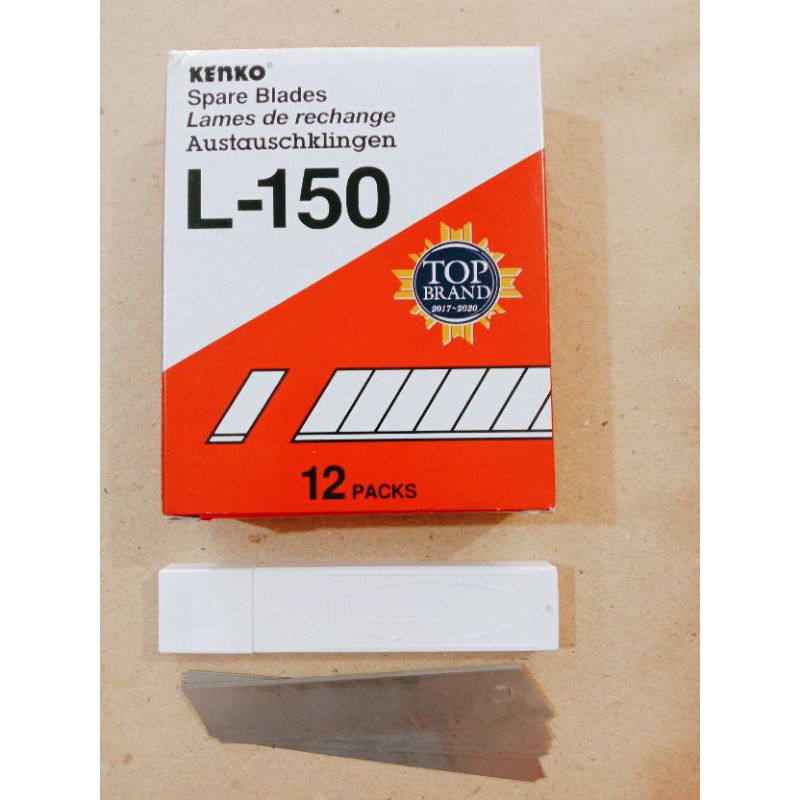 KENKO®
Spare Blades
Lames de rechange
Austauschklingen
L-150
TOP
BRAND
2017~2020
12 PACKS